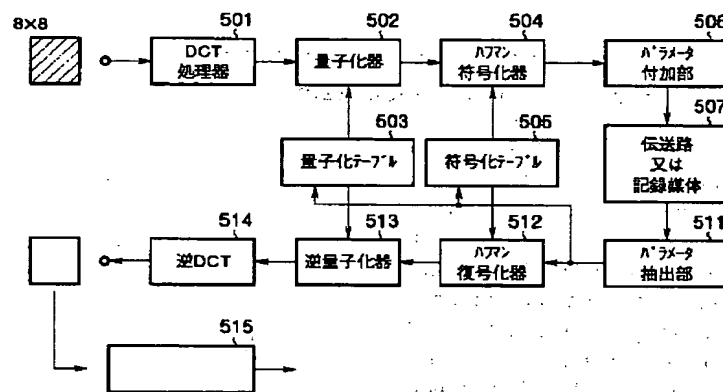 8×8
501
DCT
処理器
502
量子化器
504
ハフマン
符号化器
506
パラメータ
付加部
503
量子化テーブル
505
符号化テーブル
507
伝送路
又は
記録媒体
514
逆DCT
513
逆量子化器
512
ハフマン
復号化器
511
パラメータ
抽出部
515